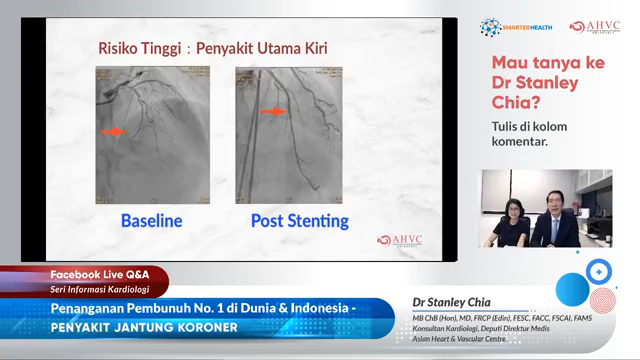 Risiko Tinggi : Penyakit Utama Kiri
Baseline
Post Stenting
AHVC
SMARTERHEALTH
AHVC
Mau tanya ke
Dr Stanley
Chia?
Tulis di kolom
komentar.
Facebook Live Q&A
Seri Informasi Kardiologi
Penanganan Pembunuh No. 1 di Dunia & Indonesia -
PENYAKIT JANTUNG KORONER
Dr Stanley Chia
MB ChB (Hon), MD, FRCP (Edin), FESC, FACC, FSCAI, FAMS
Konsultan Kardiologi, Deputi Direktur Medis
Asian Heart & Vascular Centre